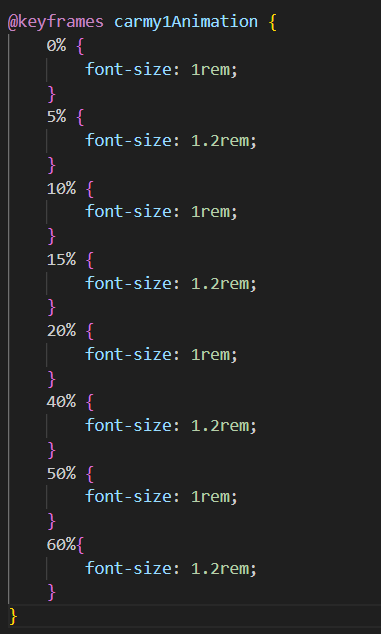 @keyframes carmy1Animation {
    0% {
        font-size: 1rem;
    }
    5% {
        font-size: 1.2rem;
    }
    10% {
        font-size: 1rem;
    }
    15% {
        font-size: 1.2rem;
    }
    20% {
        font-size: 1rem;
    }
    40% {
        font-size: 1.2rem;
    }
    50% {
        font-size: 1rem;
    }
    60%{
        font-size: 1.2rem;
    }
}